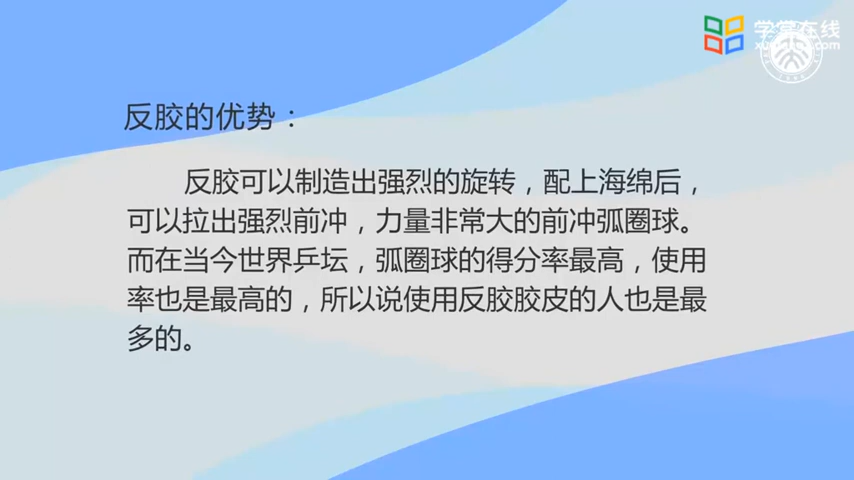 学堂在线
xuetangx.com
反胶的优势：
反胶可以制造出强烈的旋转，配上海绵后，
可以拉出强烈前冲，力量非常大的前冲弧圈球。
而在当今世界乒坛，弧圈球的得分率最高，使用
率也是最高的，所以说使用反胶胶皮的人也是最
多的。